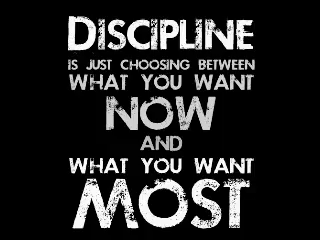 DISCIPLINE
IS JUST CHOOSING BETWEEN
WHAT YOU WANT
NOW
AND
WHAT YOU WANT
MOST